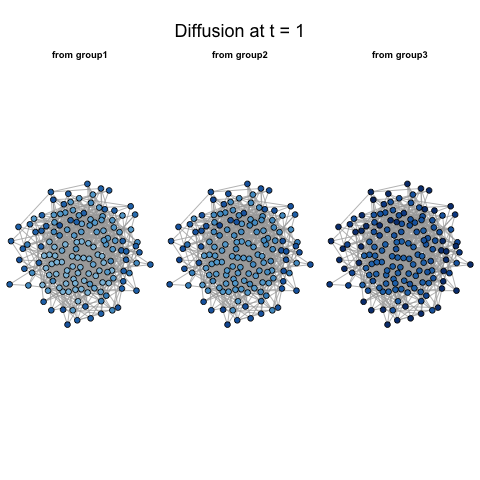 Diffusion at t = 1
from group1
from group2
from group3